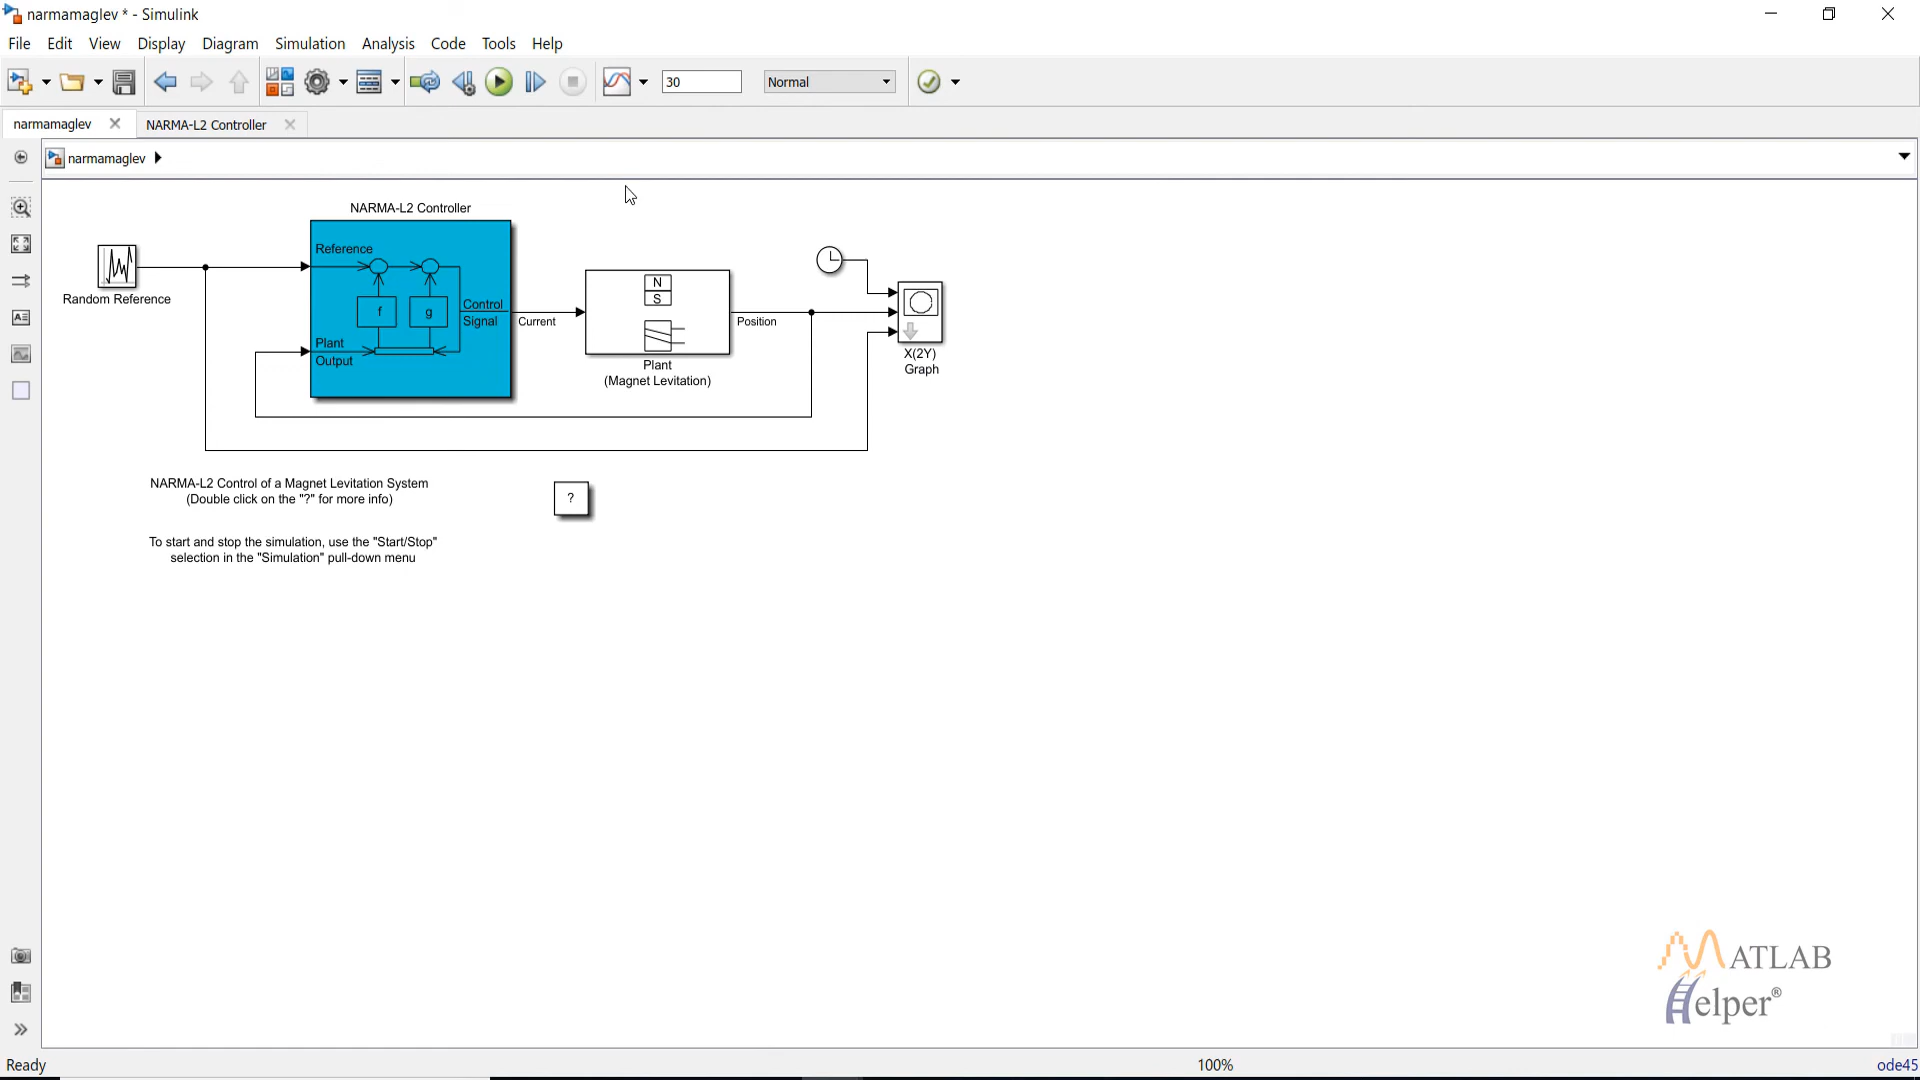 narmamaglev * - Simulink
File Edit View Display Diagram Simulation Analysis Code Tools Help
30 Normal
narmamaglev NARMA-L2 Controller
narmamaglev
NARMA-L2 Controller
Reference
Random Reference
f g
Control
Signal
Plant
Output
Current
N
S
Plant
(Magnet Levitation)
Position
X(2Y)
Graph
NARMA-L2 Control of a Magnet Levitation System
(Double click on the "?" for more info)
?
To start and stop the simulation, use the "Start/Stop"
selection in the "Simulation" pull-down menu
MATLAB
Helper®
Ready 100% ode45